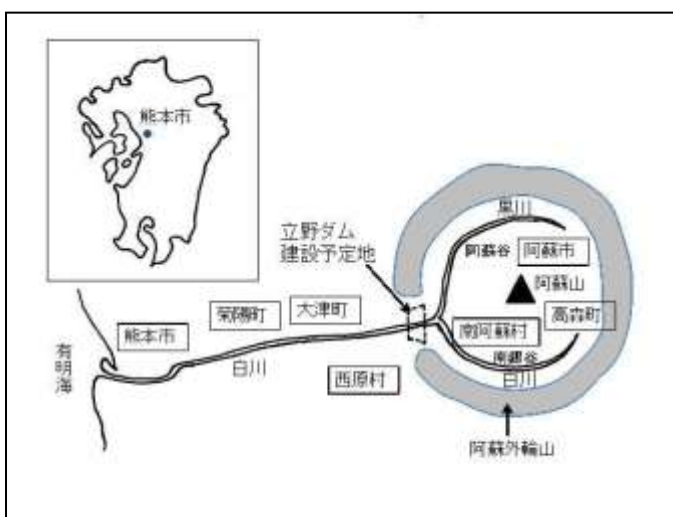 熊本市
黒川
立野ダム
建設予定地
阿蘇谷
阿蘇市
阿蘇山
高森町
大津町
菊陽町
熊本市
南阿蘇村
有明海
白川
南郷谷
白川
西原村
阿蘇外輪山